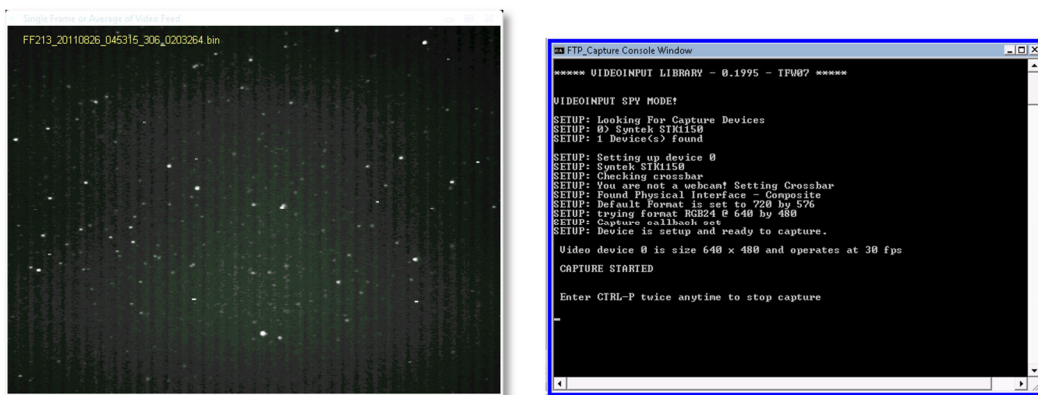 Single Frame or Average of Video Feed
FF213_20110826_045315_306_0203264.bin
FTP_Capture Console Window
***** VIDEOINPUT LIBRARY - 0.1995 - TFW07 *****
VIDEOINPUT SPY MODE!
SETUP: Looking For Capture Devices
SETUP: 0) Syntek STK1150
SETUP: 1 Device(s) found
SETUP: Setting up device 0
SETUP: Syntek STK1150
SETUP: Checking crossbar
SETUP: You are not a webcam! Setting Crossbar
SETUP: Found Physical Interface - Composite
SETUP: Default Format is set to 720 by 576
SETUP: trying format RGB24 @ 640 by 480
SETUP: Capture callback set
SETUP: Device is setup and ready to capture.
Video device 0 is size 640 x 480 and operates at 30 fps
CAPTURE STARTED
Enter CTRL-P twice anytime to stop capture